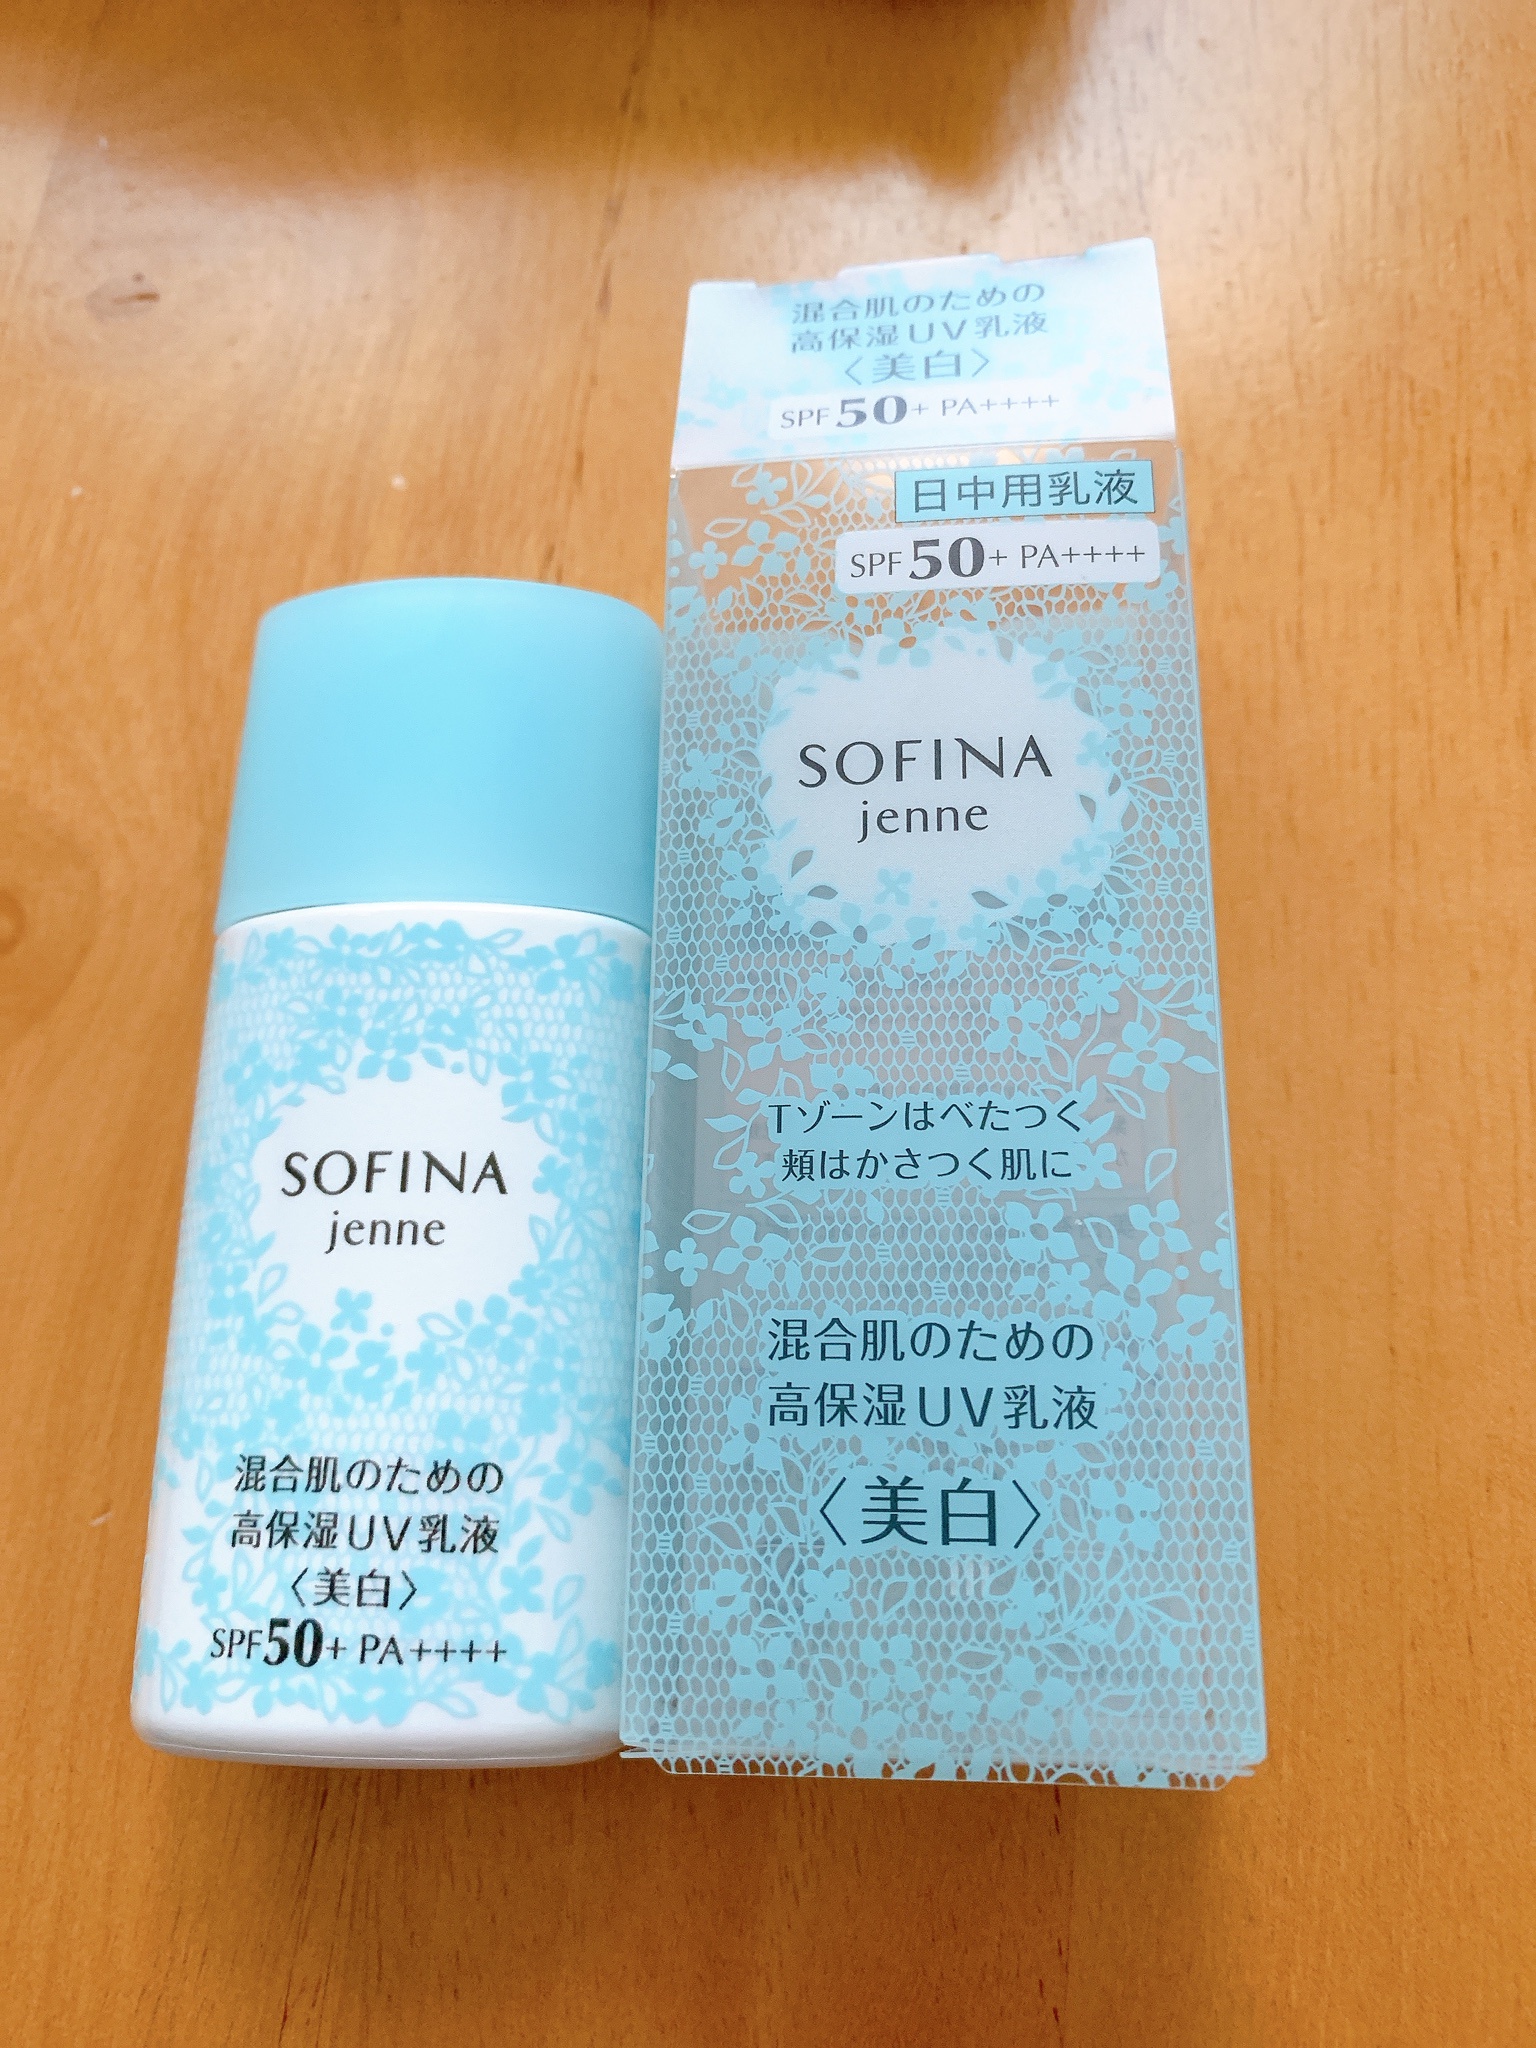 混合肌のための
高保湿UV乳液
〈美白〉
SPF50+ PA++++
日中用乳液
SPF50+ PA++++
SOFINA
jenne
Tゾーンはべたつく
頬はかさつく肌に
混合肌のための
高保湿UV乳液
〈美白〉
SOFINA
jenne
混合肌のための
高保湿UV乳液
〈美白〉
SPF50+ PA++++